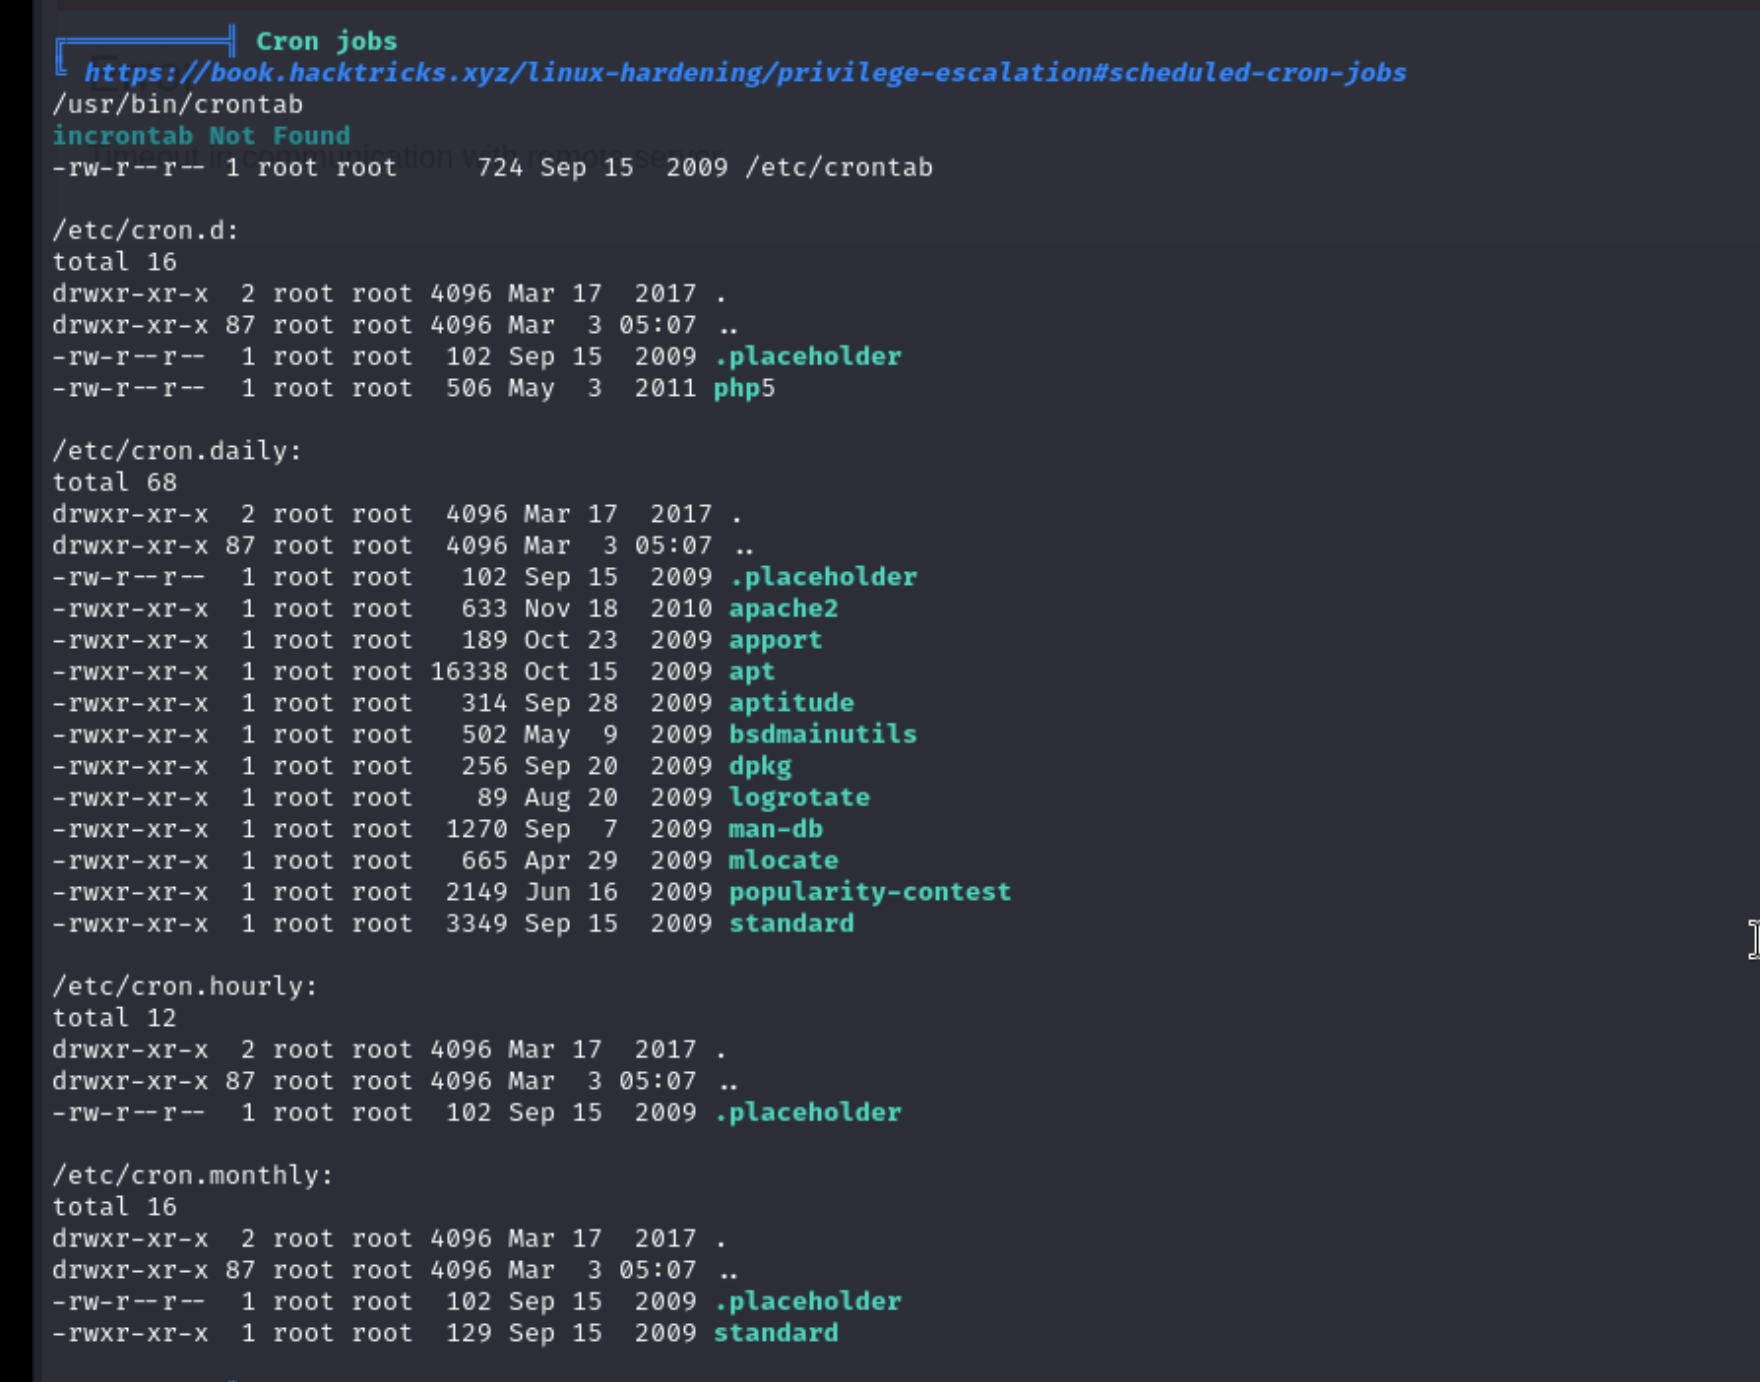 Cron jobs
https://book.hacktricks.xyz/linux-hardening/privilege-escalation#scheduled-cron-jobs
Error
/usr/bin/crontab
incrontab Not Found
Timeout in communication with remote server
-rw-r--r-- 1 root root     724 Sep 15  2009 /etc/crontab

/etc/cron.d:
total 16
drwxr-xr-x  2 root root 4096 Mar 17  2017 .
drwxr-xr-x 87 root root 4096 Mar  3 05:07 ..
-rw-r--r--  1 root root  102 Sep 15  2009 .placeholder
-rw-r--r--  1 root root  506 May  3  2011 php5

/etc/cron.daily:
total 68
drwxr-xr-x  2 root root  4096 Mar 17  2017 .
drwxr-xr-x 87 root root  4096 Mar  3 05:07 ..
-rw-r--r--  1 root root   102 Sep 15  2009 .placeholder
-rwxr-xr-x  1 root root   633 Nov 18  2010 apache2
-rwxr-xr-x  1 root root   189 Oct 23  2009 apport
-rwxr-xr-x  1 root root 16338 Oct 15  2009 apt
-rwxr-xr-x  1 root root   314 Sep 28  2009 aptitude
-rwxr-xr-x  1 root root   502 May  9  2009 bsdmainutils
-rwxr-xr-x  1 root root   256 Sep 20  2009 dpkg
-rwxr-xr-x  1 root root    89 Aug 20  2009 logrotate
-rwxr-xr-x  1 root root  1270 Sep  7  2009 man-db
-rwxr-xr-x  1 root root   665 Apr 29  2009 mlocate
-rwxr-xr-x  1 root root  2149 Jun 16  2009 popularity-contest
-rwxr-xr-x  1 root root  3349 Sep 15  2009 standard

/etc/cron.hourly:
total 12
drwxr-xr-x  2 root root 4096 Mar 17  2017 .
drwxr-xr-x 87 root root 4096 Mar  3 05:07 ..
-rw-r--r--  1 root root  102 Sep 15  2009 .placeholder

/etc/cron.monthly:
total 16
drwxr-xr-x  2 root root 4096 Mar 17  2017 .
drwxr-xr-x 87 root root 4096 Mar  3 05:07 ..
-rw-r--r--  1 root root  102 Sep 15  2009 .placeholder
-rwxr-xr-x  1 root root  129 Sep 15  2009 standard